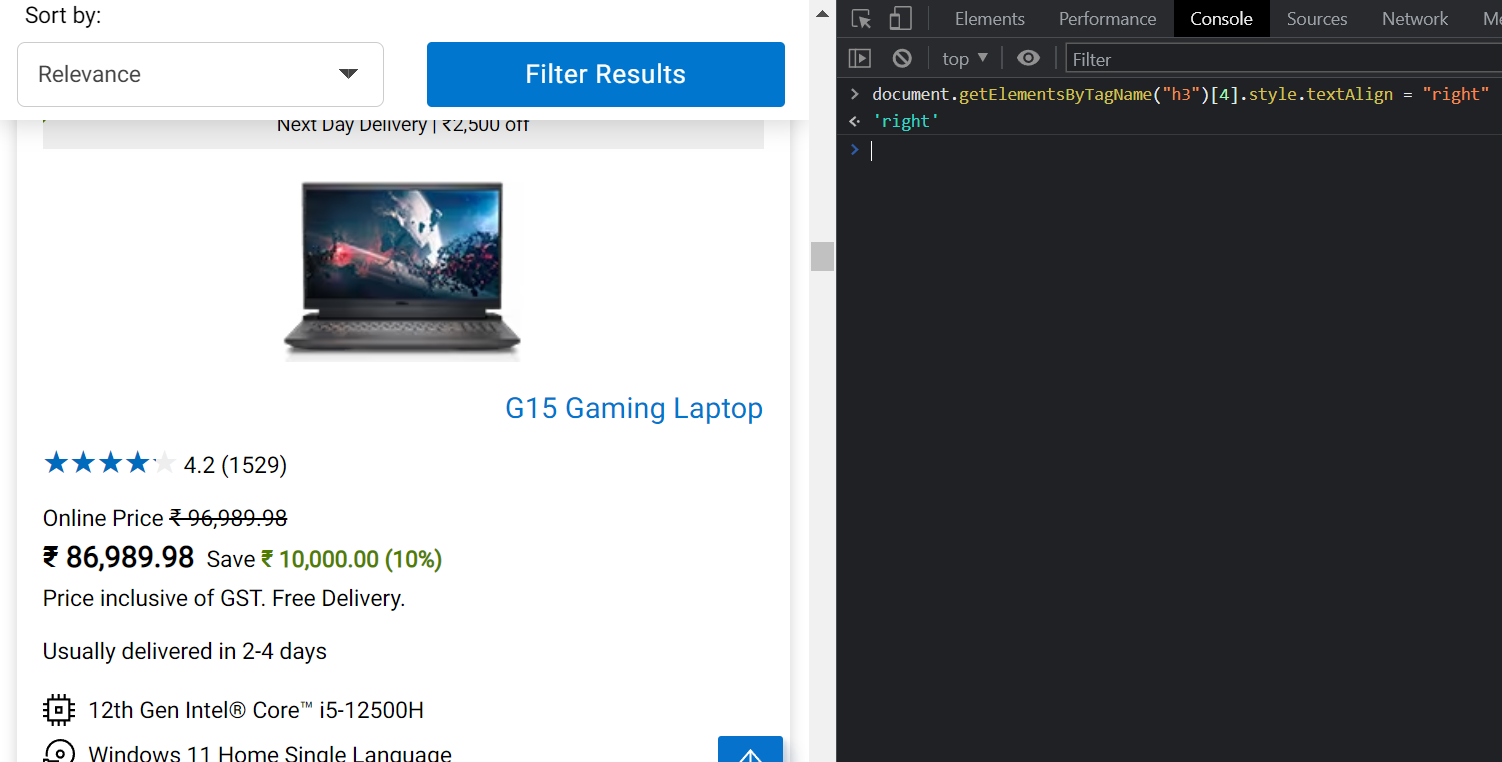 Sort by:
Relevance
Filter Results
Next Day Delivery | ₹2,500 off
G15 Gaming Laptop
4.2 (1529)
Online Price ₹ 96,989.98
₹ 86,989.98 Save ₹ 10,000.00 (10%)
Price inclusive of GST. Free Delivery.
Usually delivered in 2-4 days
12th Gen Intel® Core™ i5-12500H
Windows 11 Home Single Language
Elements Performance Console Sources Network
top Filter
document.getElementsByTagName("h3")[4].style.textAlign = "right"
'right'